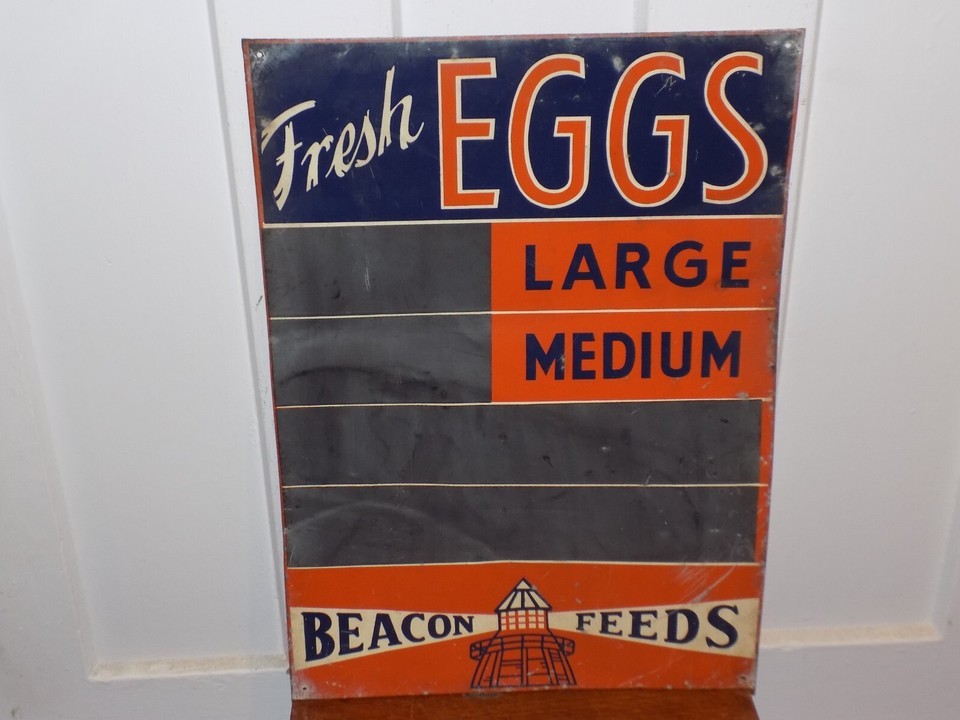 Fresh EGGS
LARGE
MEDIUM
BEACON FEEDS